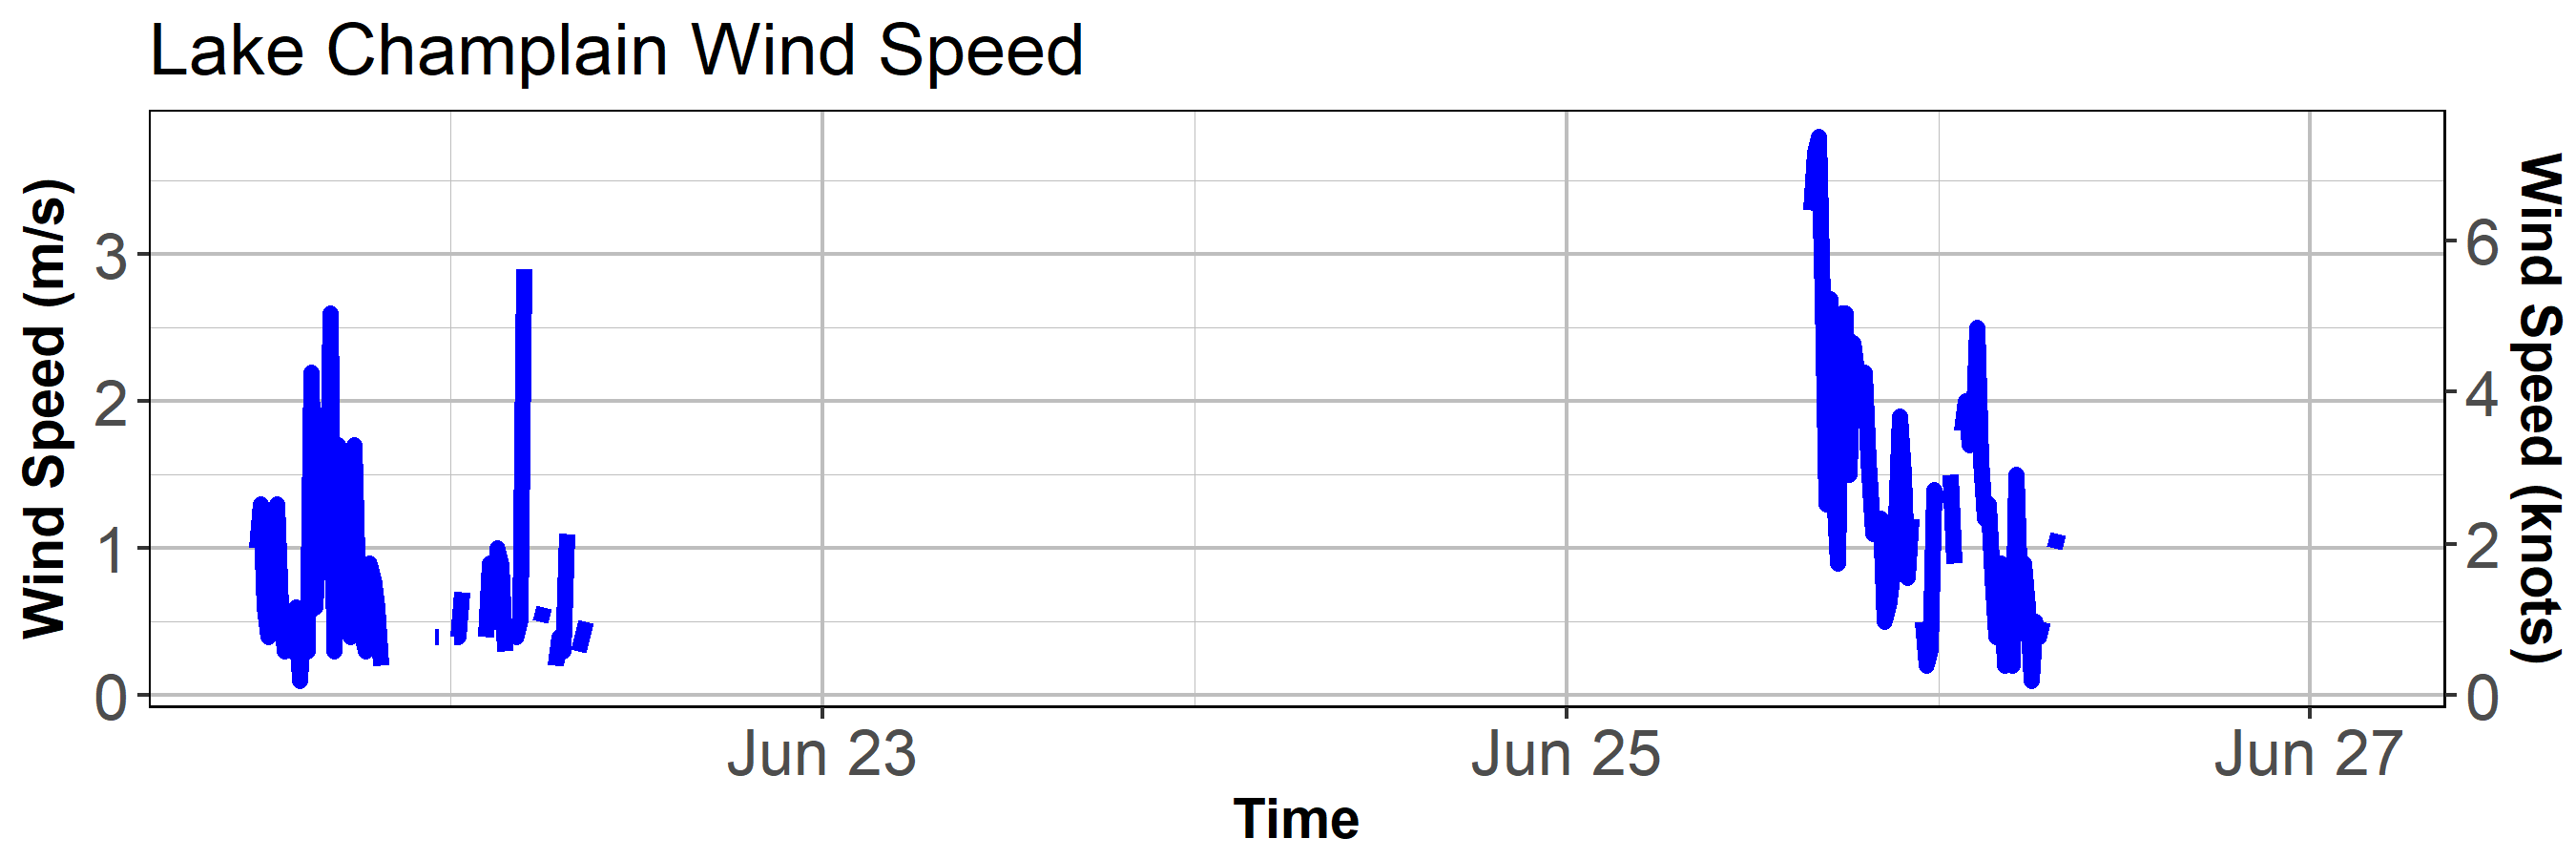 Lake Champlain Wind Speed
Wind Speed (m/s)
3
2
1
0
Wind Speed (knots)
6
4
2
0
Jun 23
Jun 25
Jun 27
Time